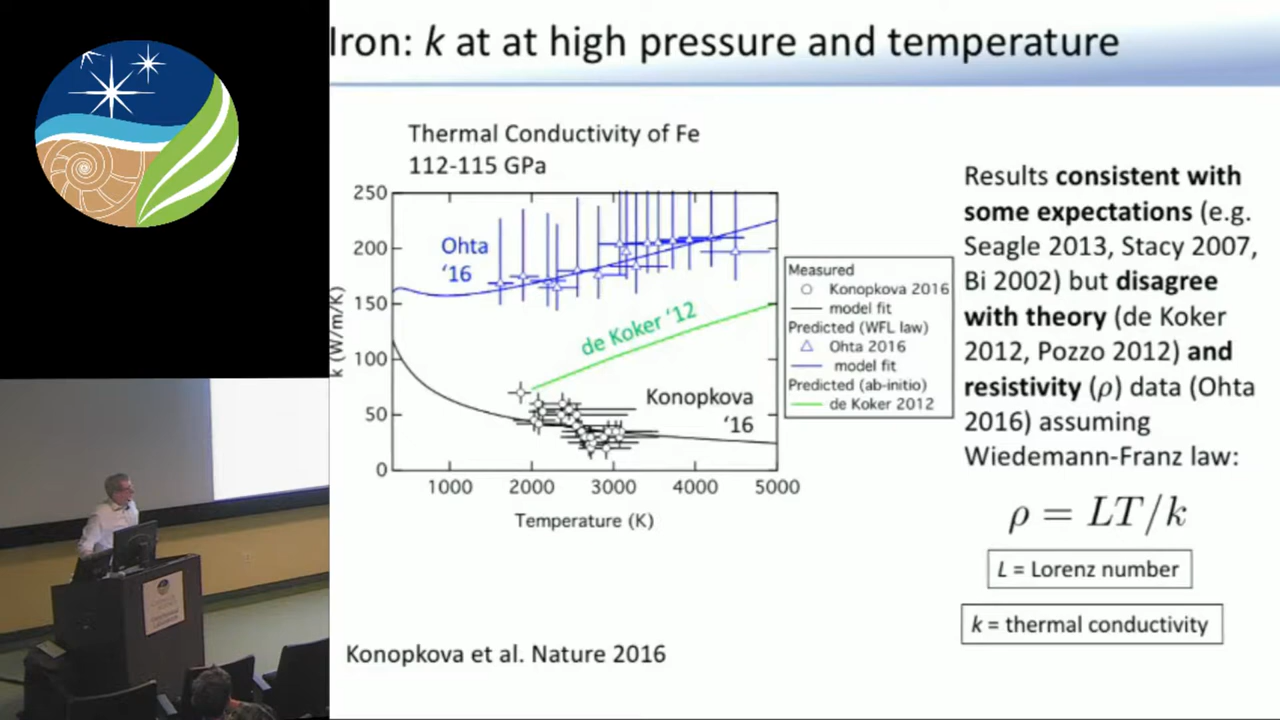 Iron: k at at high pressure and temperature
Thermal Conductivity of Fe
112-115 GPa
250
200
150
100
50
0
k (W/m/K)
1000 2000 3000 4000 5000
Temperature (K)
Ohta
'16
de Koker '12
Konopkova
'16
Measured
Konopkova 2016
model fit
Predicted (WFL law)
Ohta 2016
model fit
Predicted (ab-initio)
de Koker 2012
Results consistent with
some expectations (e.g.
Seagle 2013, Stacy 2007,
Bi 2002) but disagree
with theory (de Koker
2012, Pozzo 2012) and
resistivity (ρ) data (Ohta
2016) assuming
Wiedemann-Franz law:
ρ = LT/k
L = Lorenz number
k = thermal conductivity
Konopkova et al. Nature 2016